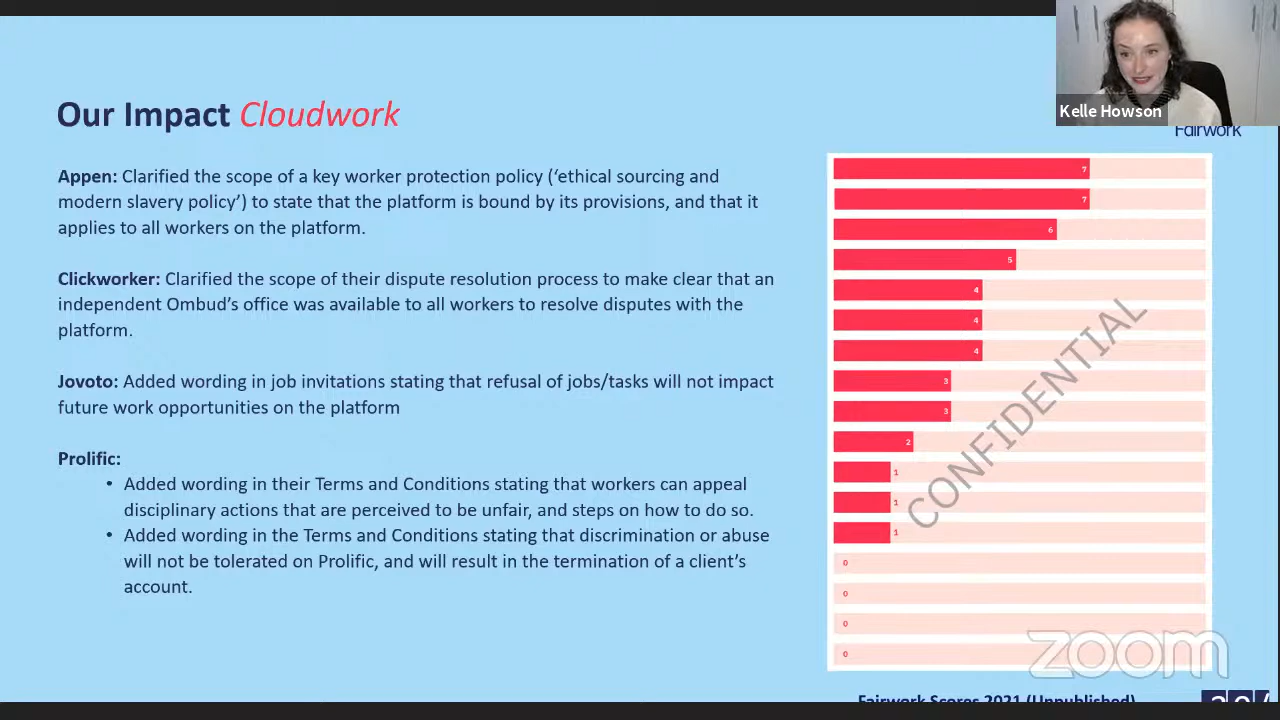 Our Impact Cloudwork
Kelle Howson
Fairwork
Appen: Clarified the scope of a key worker protection policy (‘ethical sourcing and
modern slavery policy’) to state that the platform is bound by its provisions, and that it
applies to all workers on the platform.
Clickworker: Clarified the scope of their dispute resolution process to make clear that an
independent Ombud’s office was available to all workers to resolve disputes with the
platform.
Jovoto: Added wording in job invitations stating that refusal of jobs/tasks will not impact
future work opportunities on the platform
Prolific:
• Added wording in their Terms and Conditions stating that workers can appeal
disciplinary actions that are perceived to be unfair, and steps on how to do so.
• Added wording in the Terms and Conditions stating that discrimination or abuse
will not be tolerated on Prolific, and will result in the termination of a client’s
account.
7
7
6
5
4
4
4
3
3
2
1
1
1
0
0
0
0
CONFIDENTIAL
zoom
Fairwork Scores 2021 (Unpublished)